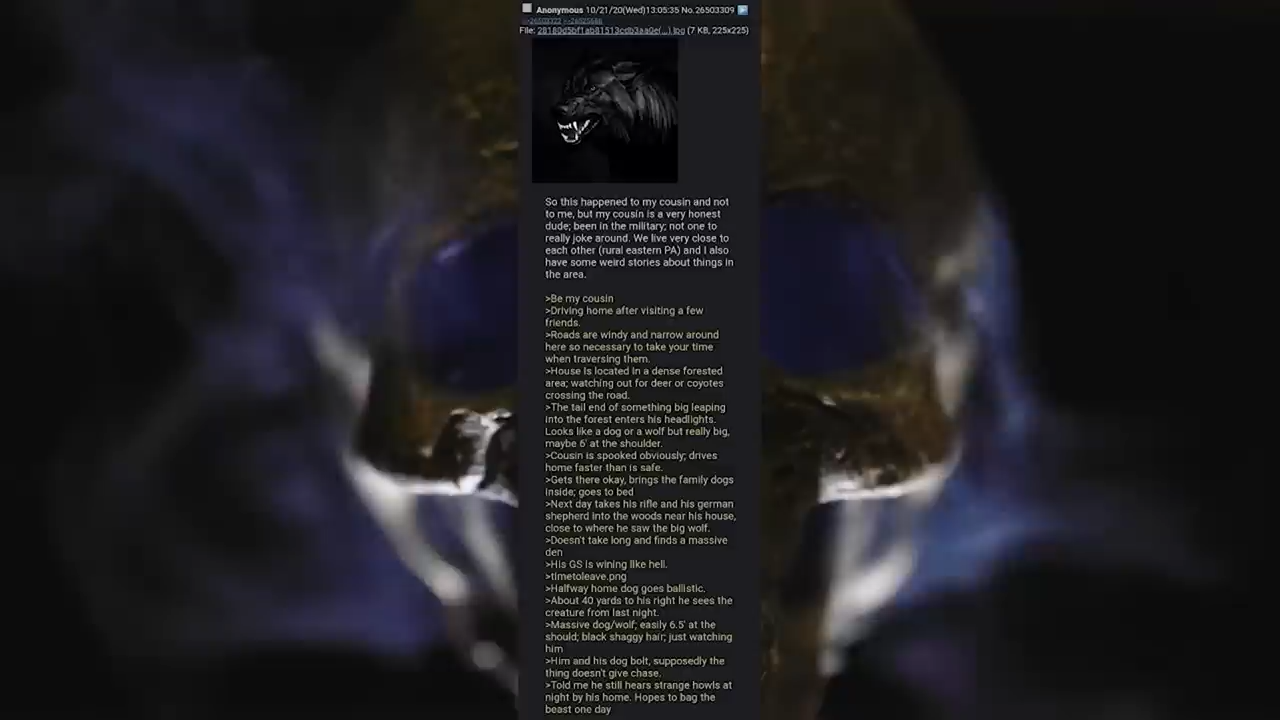 Anonymous 10/21/20(Wed)13:05:35 No.26503309
File: 28180d5bf1ab81513cdb3aa0e(...).jpg (7 KB, 225x225)
So this happened to my cousin and not
to me, but my cousin is a very honest
dude; been in the military; not one to
really joke around. We live very close to
each other (rural eastern PA) and I also
have some weird stories about things in
the area.
>Be my cousin
>Driving home after visiting a few
friends.
>Roads are windy and narrow around
here so necessary to take your time
when traversing them.
>House is located in a dense forested
area; watching out for deer or coyotes
crossing the road.
>The tail end of something big leaping
into the forest enters his headlights.
Looks like a dog or a wolf but really big,
maybe 6' at the shoulder.
>Cousin is spooked obviously; drives
home faster than is safe.
>Gets there okay, brings the family dogs
inside; goes to bed
>Next day takes his rifle and his german
shepherd into the woods near his house,
close to where he saw the big wolf.
>Doesn't take long and finds a massive
den
>His GS is wining like hell.
>timetoleave.png
>Halfway home dog goes ballistic.
>About 40 yards to his right he sees the
creature from last night.
>Massive dog/wolf; easily 6.5' at the
should; black shaggy hair; just watching
him
>Him and his dog bolt, supposedly the
thing doesn't give chase.
>Told me he still hears strange howls at
night by his home. Hopes to bag the
beast one day